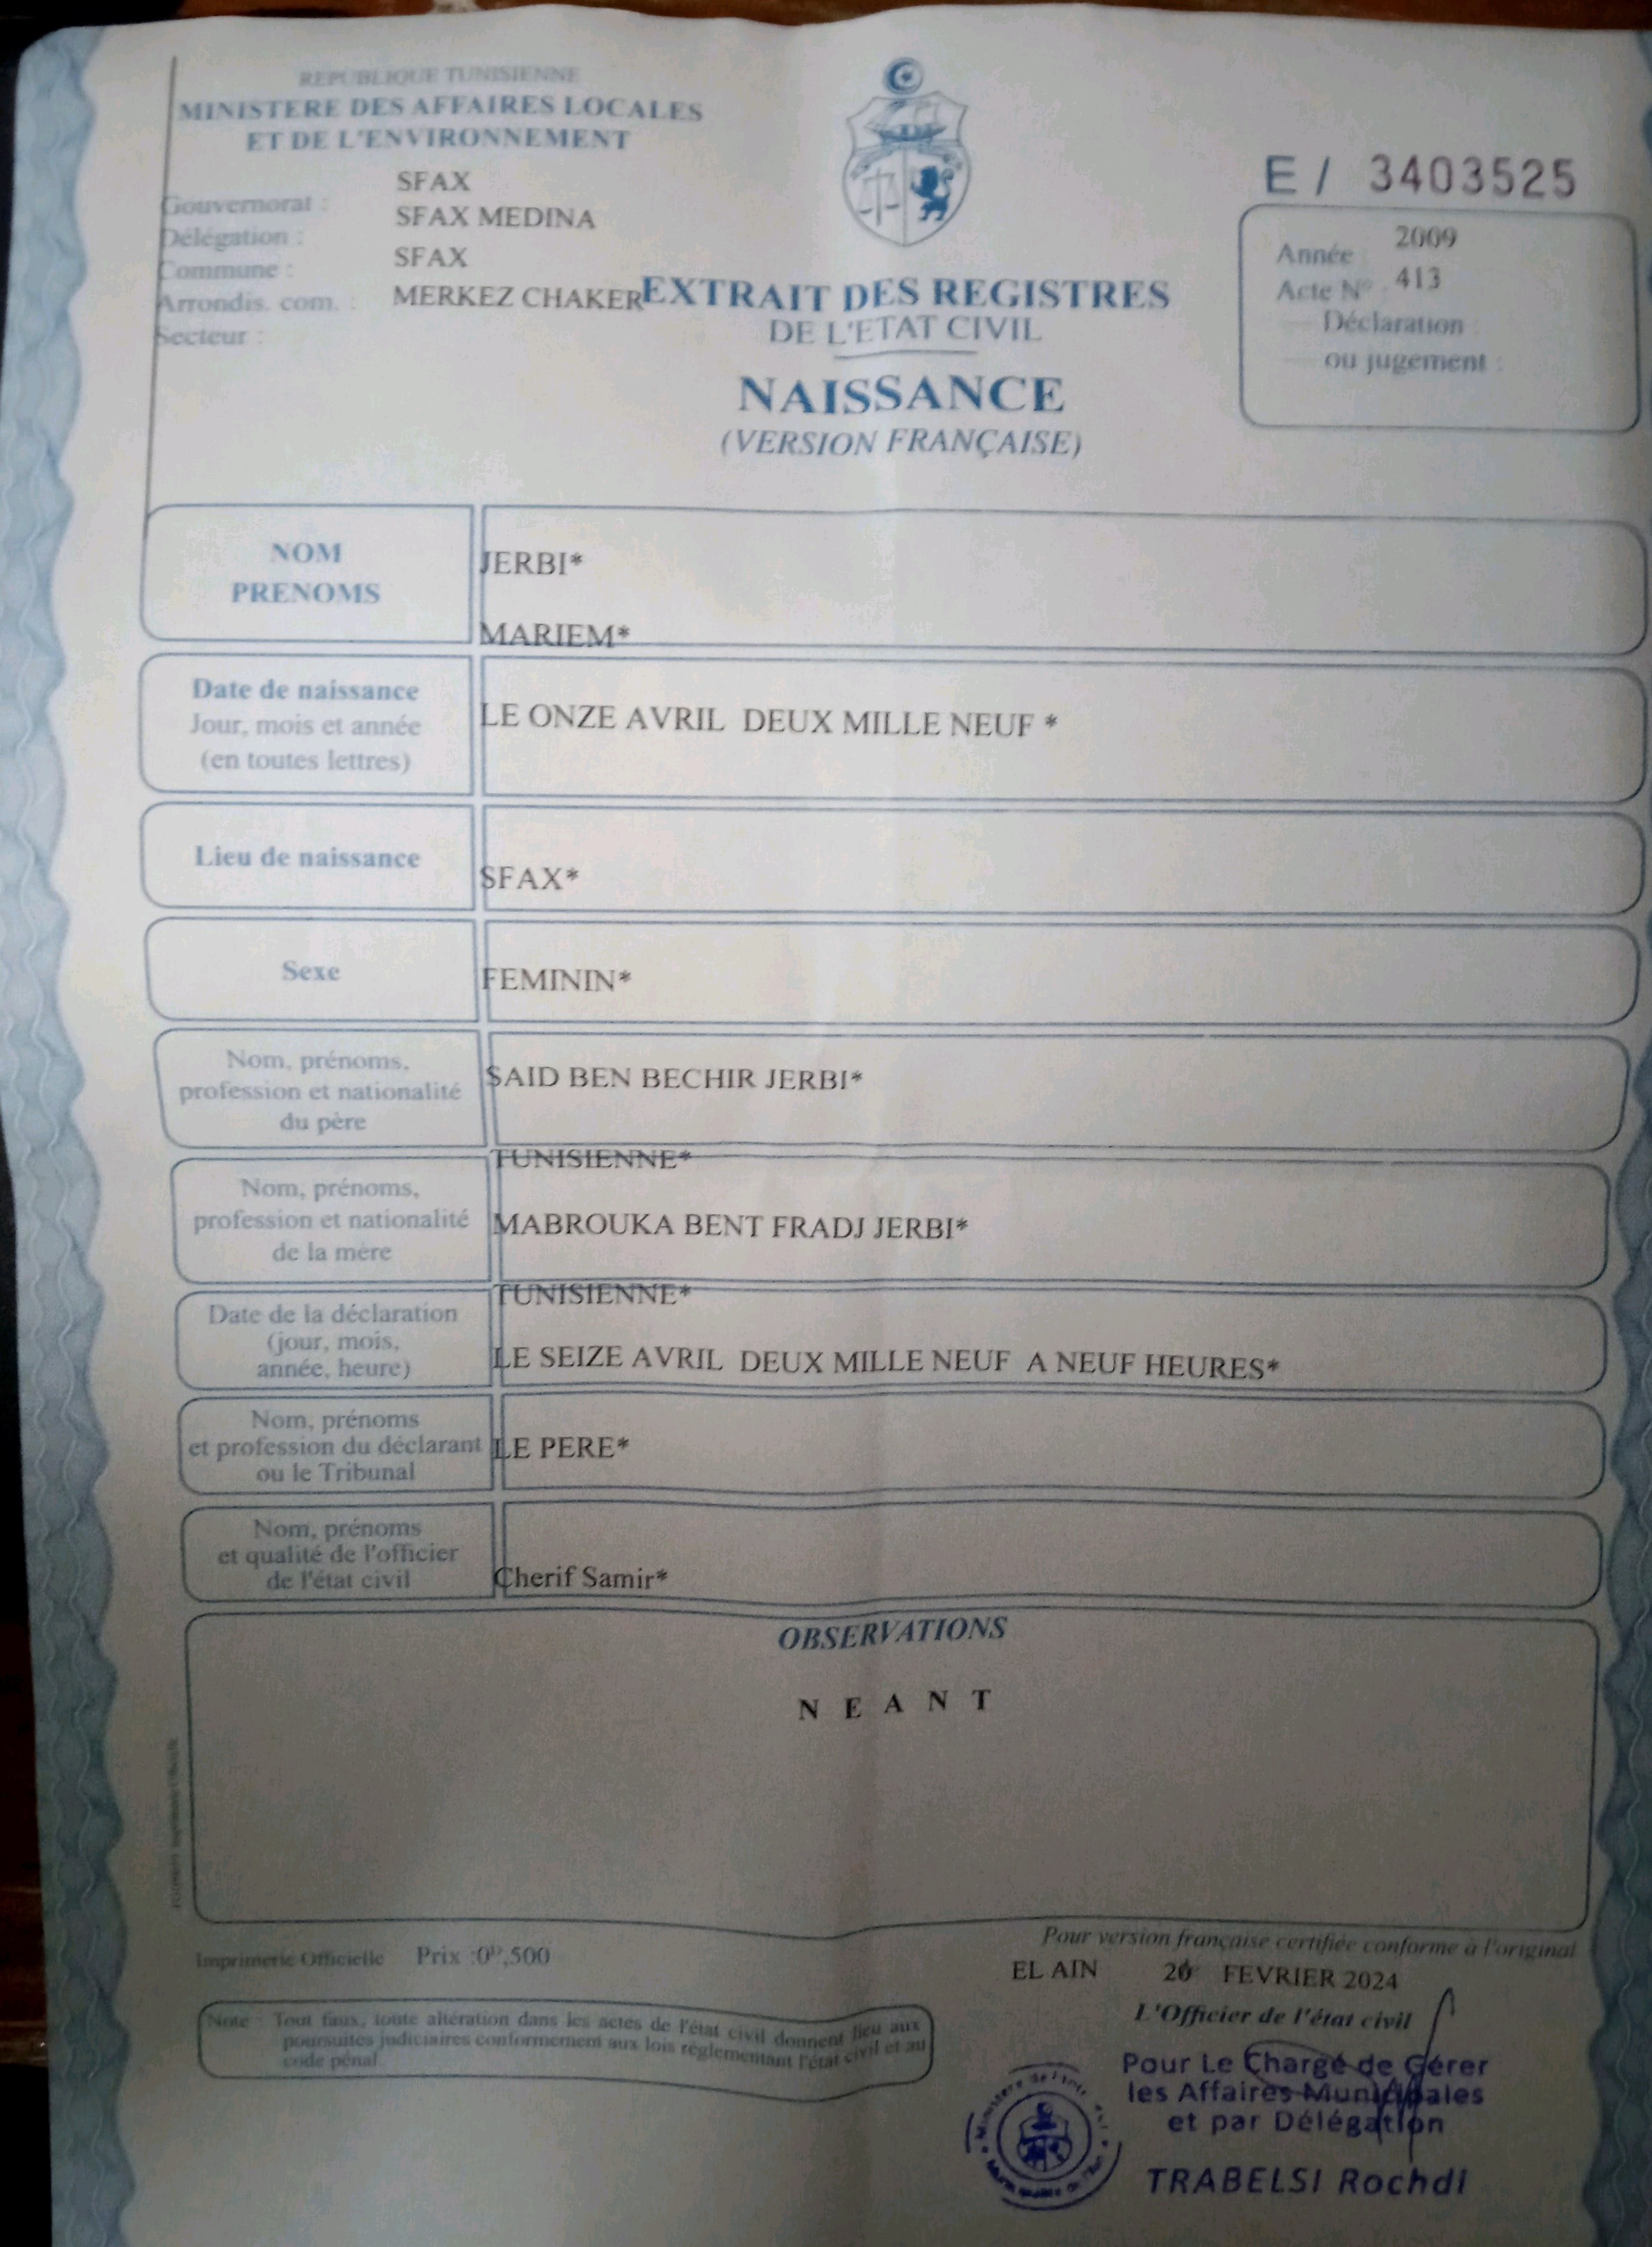 REPUBLIQUE TUNISIENNE
MINISTERE DES AFFAIRES LOCALES
ET DE L'ENVIRONNEMENT
Gouvernorat : SFAX
Délégation : SFAX MEDINA
Commune : SFAX
Arrondis. com. : MERKEZ CHAKER
Secteur :
E / 3403525
Année 2009
Acte N° 413
Déclaration :
ou jugement :
EXTRAIT DES REGISTRES
DE L'ETAT CIVIL
NAISSANCE
(VERSION FRANÇAISE)
NOM
PRENOMS
JERBI*
MARIEM*
Date de naissance
Jour, mois et année
(en toutes lettres)
LE ONZE AVRIL DEUX MILLE NEUF *
Lieu de naissance
SFAX*
Sexe
FEMININ*
Nom, prénoms,
profession et nationalité
du père
SAID BEN BECHIR JERBI*
TUNISIENNE*
Nom, prénoms,
profession et nationalité
de la mère
MABROUKA BENT FRADJ JERBI*
TUNISIENNE*
Date de la déclaration
(jour, mois,
année, heure)
LE SEIZE AVRIL DEUX MILLE NEUF A NEUF HEURES*
Nom, prénoms
et profession du déclarant
ou le Tribunal
LE PERE*
Nom, prénoms
et qualité de l'officier
de l'état civil
Cherif Samir*
OBSERVATIONS
N E A N T
Imprimerie Officielle Prix :0ᴰ,500
Note : Tout faux, toute altération dans les actes de l'état civil donnent lieu aux
poursuites judiciaires conformement aux lois réglementant l'état civil et au
code pénal.
Pour version française certifiée conforme à l'original
EL AIN 20 FEVRIER 2024
L'Officier de l'état civil
Pour Le Chargé de Gérer
les Affaires Municipales
et par Délégation
TRABELSI Rochdi